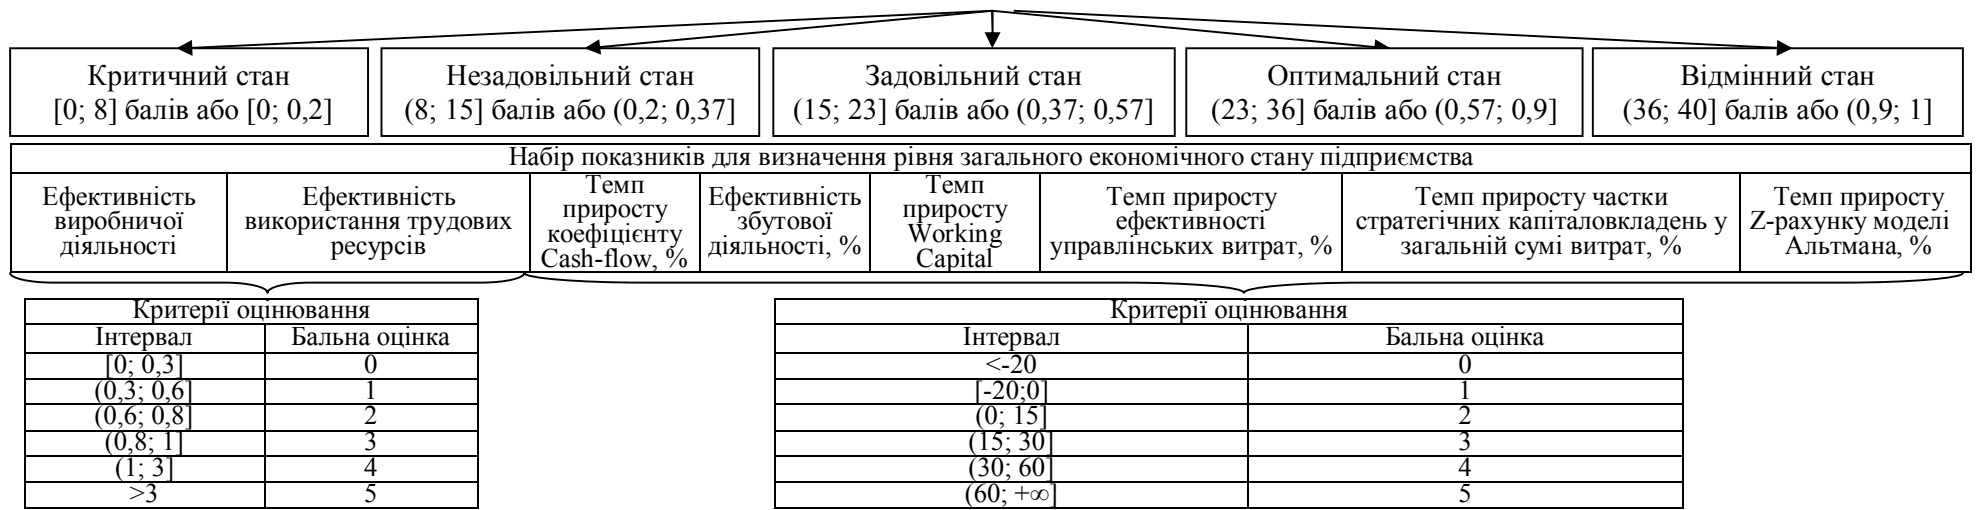 Критичний стан
[0; 8] балів або [0; 0,2]
Незадовільний стан
(8; 15] балів або (0,2; 0,37]
Задовільний стан
(15; 23] балів або (0,37; 0,57]
Оптимальний стан
(23; 36] балів або (0,57; 0,9]
Відмінний стан
(36; 40] балів або (0,9; 1]
Набір показників для визначення рівня загального економічного стану підприємства
Ефективність
виробничої
діяльності
Ефективність
використання трудових
ресурсів
Темп
приросту
коефіцієнту
Cash-flow, %
Ефективність
збутової
діяльності, %
Темп
приросту
Working
Capital
Темп приросту
ефективності
управлінських витрат, %
Темп приросту частки
стратегічних капіталовкладень у
загальній сумі витрат, %
Темп приросту
Z-рахунку моделі
Альтмана, %
Критерії оцінювання
Інтервал Бальна оцінка
[0; 0,3] 0
(0,3; 0,6] 1
(0,6; 0,8] 2
(0,8; 1] 3
(1; 3] 4
>3 5
Критерії оцінювання
Інтервал Бальна оцінка
<-20 0
[-20;0] 1
(0; 15] 2
(15; 30] 3
(30; 60] 4
(60; +∞] 5